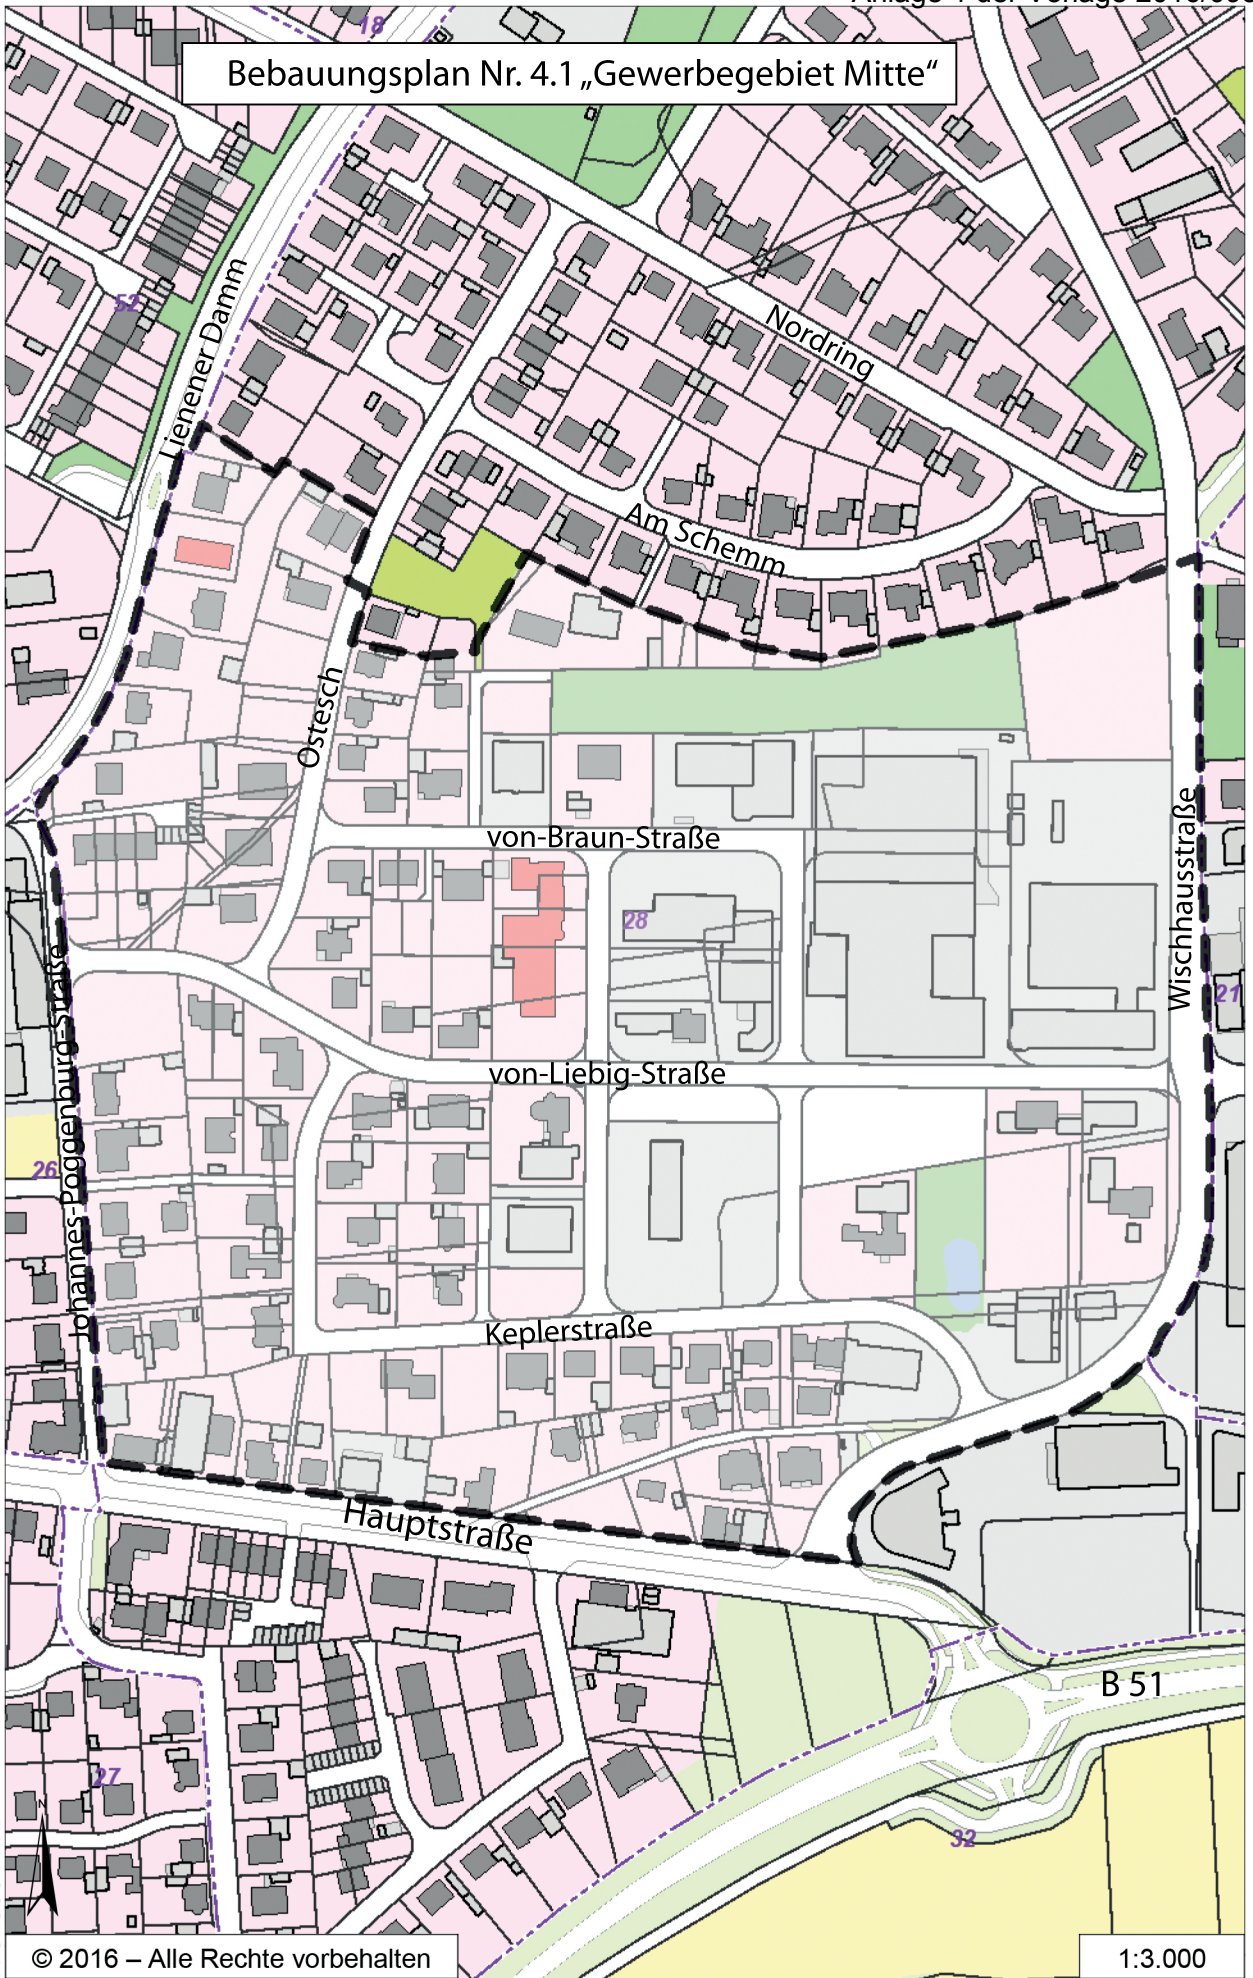 Bebauungsplan Nr. 4.1 „Gewerbegebiet Mitte“
18
52
Lienener Damm
Nordring
Am Schemm
Ostesch
von-Braun-Straße
28
Wischhausstraße
21
Johannes-Poggenburg-Straße
von-Liebig-Straße
26
Keplerstraße
Hauptstraße
B 51
27
N
32
© 2016 – Alle Rechte vorbehalten
1:3.000